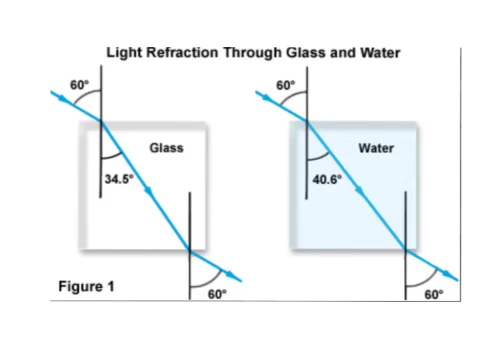 Light Refraction Through Glass and Water
60°
60°
Glass
Water
34.5°
40.6°
Figure 1
60°
60°